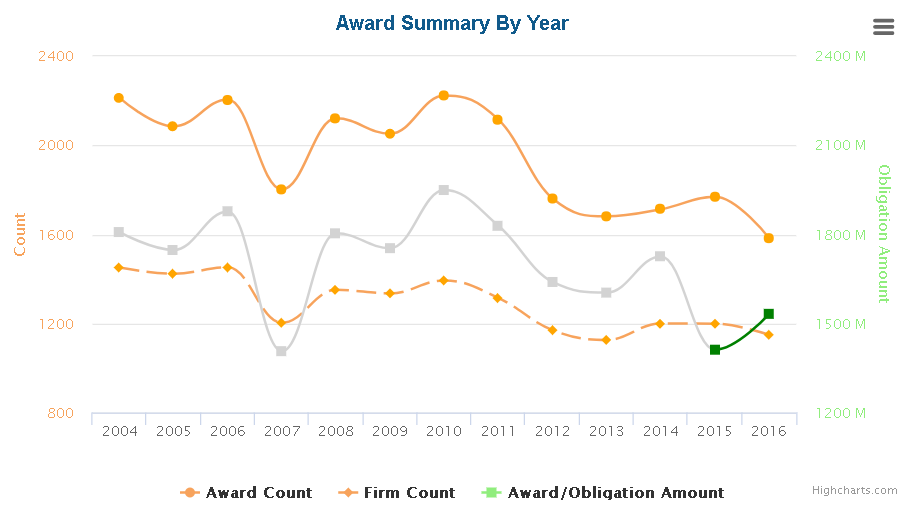 Award Summary By Year
2400
2400 M
2000
2100 M
1600
1800 M
1200
1500 M
800
1200 M
Count
Obligation Amount
2004 2005 2006 2007 2008 2009 2010 2011 2012 2013 2014 2015 2016
Award Count Firm Count Award/Obligation Amount
Highcharts.com